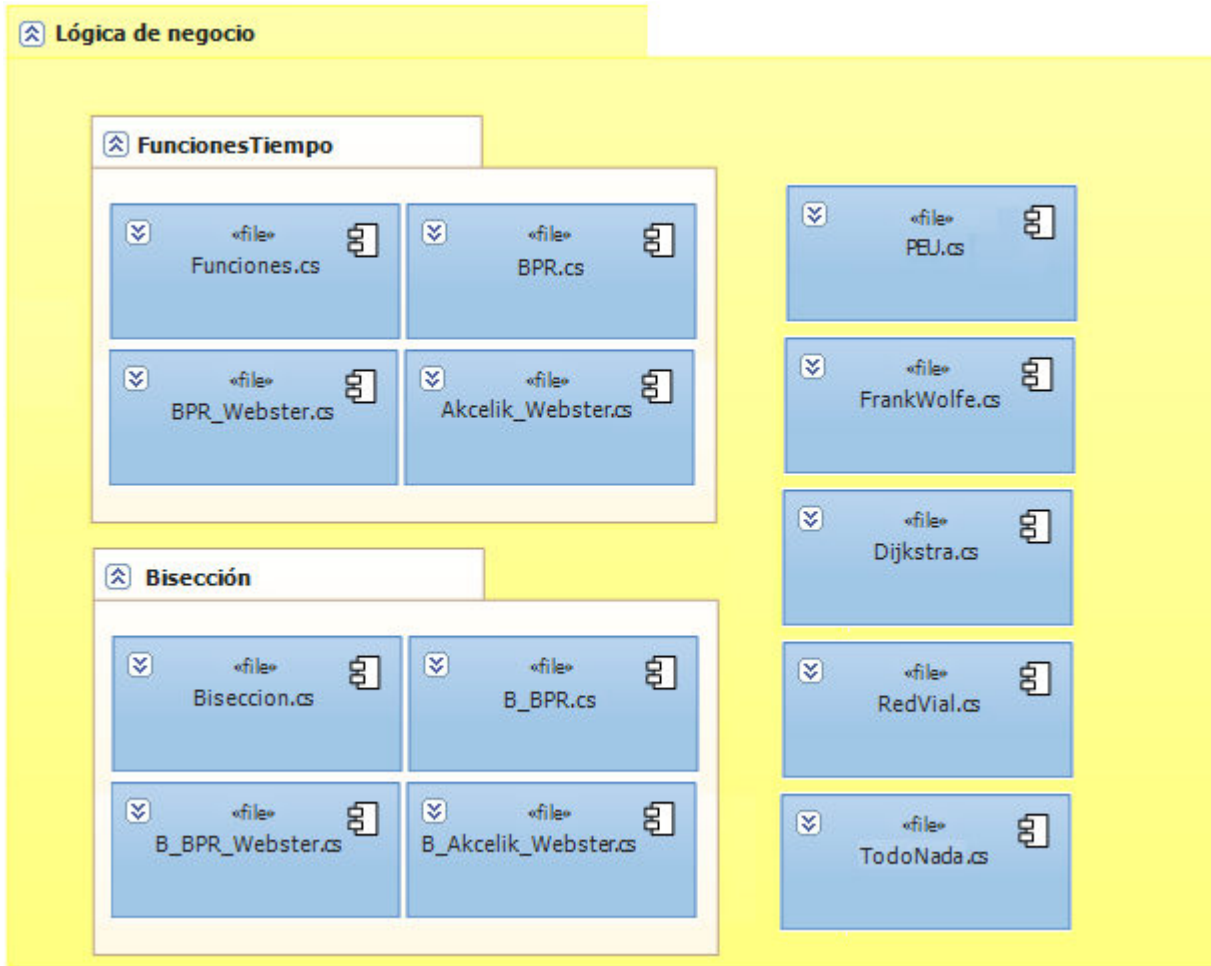 Lógica de negocio
FuncionesTiempo
«file»
Funciones.cs
«file»
BPR.cs
«file»
BPR_Webster.cs
«file»
Akcelik_Webster.cs
Bisección
«file»
Biseccion.cs
«file»
B_BPR.cs
«file»
B_BPR_Webster.cs
«file»
B_Akcelik_Webster.cs
«file»
PEU.cs
«file»
FrankWolfe.cs
«file»
Dijkstra.cs
«file»
RedVial.cs
«file»
TodoNada.cs